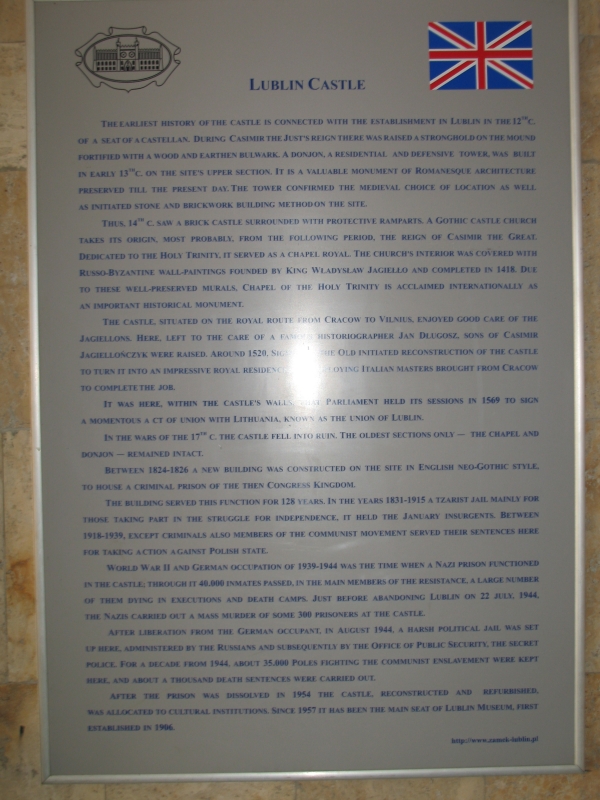 LUBLIN CASTLE
THE EARLIEST HISTORY OF THE CASTLE IS CONNECTED WITH THE ESTABLISHMENT IN LUBLIN IN THE 12TH C.
OF A SEAT OF A CASTELLAN. DURING CASIMIR THE JUST'S REIGN THERE WAS RAISED A STRONGHOLD ON THE MOUND
FORTIFIED WITH A WOOD AND EARTHEN BULWARK. A DONJON, A RESIDENTIAL AND DEFENSIVE TOWER, WAS BUILT
IN EARLY 13TH C. ON THE SITE'S UPPER SECTION. IT IS A VALUABLE MONUMENT OF ROMANESQUE ARCHITECTURE
PRESERVED TILL THE PRESENT DAY. THE TOWER CONFIRMED THE MEDIEVAL CHOICE OF LOCATION AS WELL
AS INITIATED STONE AND BRICKWORK BUILDING METHOD ON THE SITE.
THUS, 14TH C. SAW A BRICK CASTLE SURROUNDED WITH PROTECTIVE RAMPARTS. A GOTHIC CASTLE CHURCH
TAKES ITS ORIGIN, MOST PROBABLY, FROM THE FOLLOWING PERIOD, THE REIGN OF CASIMIR THE GREAT.
DEDICATED TO THE HOLY TRINITY, IT SERVED AS A CHAPEL ROYAL. THE CHURCH'S INTERIOR WAS COVERED WITH
RUSSO-BYZANTINE WALL-PAINTINGS FOUNDED BY KING WŁADYSŁAW JAGIEŁŁO AND COMPLETED IN 1418. DUE
TO THESE WELL-PRESERVED MURALS, CHAPEL OF THE HOLY TRINITY IS ACCLAIMED INTERNATIONALLY AS
AN IMPORTANT HISTORICAL MONUMENT.
THE CASTLE, SITUATED ON THE ROYAL ROUTE FROM CRACOW TO VILNIUS, ENJOYED GOOD CARE OF THE
JAGIELLONS. HERE, LEFT TO THE CARE OF A FAMOUS HISTORIOGRAPHER JAN DŁUGOSZ, SONS OF CASIMIR
JAGIELLOŃCZYK WERE RAISED. AROUND 1520, THE OLD INITIATED RECONSTRUCTION OF THE CASTLE
TO TURN IT INTO AN IMPRESSIVE ROYAL ITALIAN MASTERS BROUGHT FROM CRACOW
TO COMPLETE THE JOB.
IT WAS HERE, WITHIN THE CASTLE'S WALLS, THAT PARLIAMENT HELD ITS SESSIONS IN 1569 TO SIGN
A MOMENTOUS A CT OF UNION WITH LITHUANIA, KNOWN AS THE UNION OF LUBLIN.
IN THE WARS OF THE 17TH C. THE CASTLE FELL INTO RUIN. THE OLDEST SECTIONS ONLY — THE CHAPEL AND
DONJON — REMAINED INTACT.
BETWEEN 1824-1826 A NEW BUILDING WAS CONSTRUCTED ON THE SITE IN ENGLISH NEO-GOTHIC STYLE,
TO HOUSE A CRIMINAL PRISON OF THE THEN CONGRESS KINGDOM.
THE BUILDING SERVED THIS FUNCTION FOR 128 YEARS. IN THE YEARS 1831-1915 A TZARIST JAIL MAINLY FOR
THOSE TAKING PART IN THE STRUGGLE FOR INDEPENDENCE, IT HELD THE JANUARY INSURGENTS. BETWEEN
1918-1939, EXCEPT CRIMINALS ALSO MEMBERS OF THE COMMUNIST MOVEMENT SERVED THEIR SENTENCES HERE
FOR TAKING ACTION AGAINST POLISH STATE.
WORLD WAR II AND GERMAN OCCUPATION OF 1939-1944 WAS THE TIME WHEN A NAZI PRISON FUNCTIONED
IN THE CASTLE; THROUGH IT 40.000 INMATES PASSED, IN THE MAIN MEMBERS OF THE RESISTANCE, A LARGE NUMBER
OF THEM DYING IN EXECUTIONS AND DEATH CAMPS. JUST BEFORE ABANDONING LUBLIN ON 22 JULY, 1944,
THE NAZIS CARRIED OUT A MASS MURDER OF SOME 300 PRISONERS AT THE CASTLE.
AFTER LIBERATION FROM THE GERMAN OCCUPANT, IN AUGUST 1944, A HARSH POLITICAL JAIL WAS SET
UP HERE, ADMINISTERED BY THE RUSSIANS AND SUBSEQUENTLY BY THE OFFICE OF PUBLIC SECURITY, THE SECRET
POLICE. FOR A DECADE FROM 1944, ABOUT 35.000 POLES FIGHTING THE COMMUNIST ENSLAVEMENT WERE KEPT
HERE, AND ABOUT A THOUSAND DEATH SENTENCES WERE CARRIED OUT.
AFTER THE PRISON WAS DISSOLVED IN 1954 THE CASTLE, RECONSTRUCTED AND REFURBISHED,
WAS ALLOCATED TO CULTURAL INSTITUTIONS. SINCE 1957 IT HAS BEEN THE MAIN SEAT OF LUBLIN MUSEUM, FIRST
ESTABLISHED IN 1906.
http://www.zamek-lublin.pl